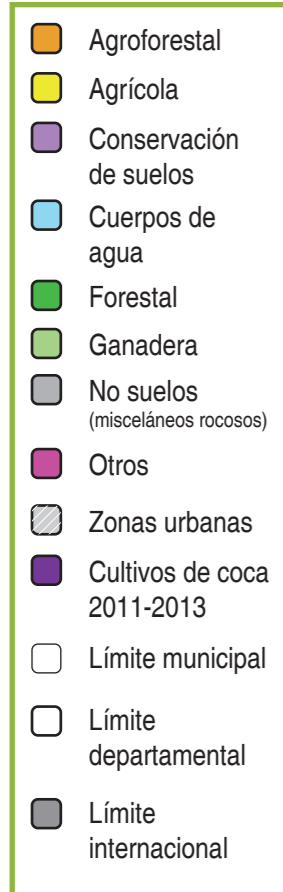 Agroforestal
Agrícola
Conservación
de suelos
Cuerpos de
agua
Forestal
Ganadera
No suelos
(misceláneos rocosos)
Otros
Zonas urbanas
Cultivos de coca
2011-2013
Límite municipal
Límite
departamental
Límite
internacional